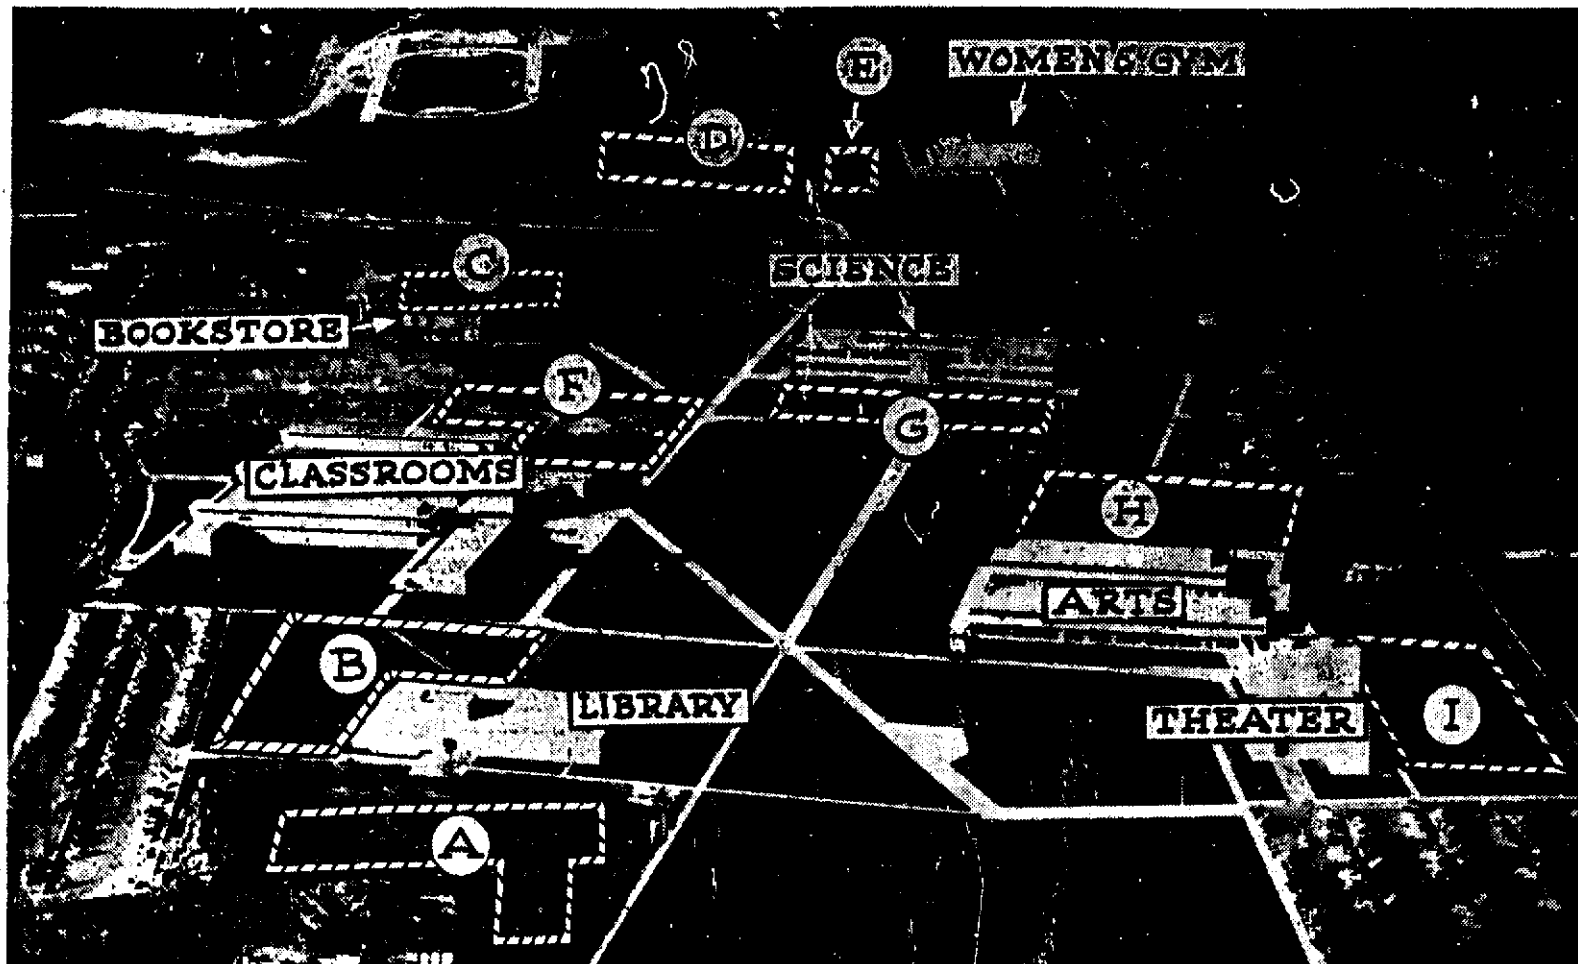 E
WOMEN'S GYM
D
C
SCIENCE
BOOKSTORE
F
G
CLASSROOMS
H
ARTS
B
LIBRARY
THEATER
I
A